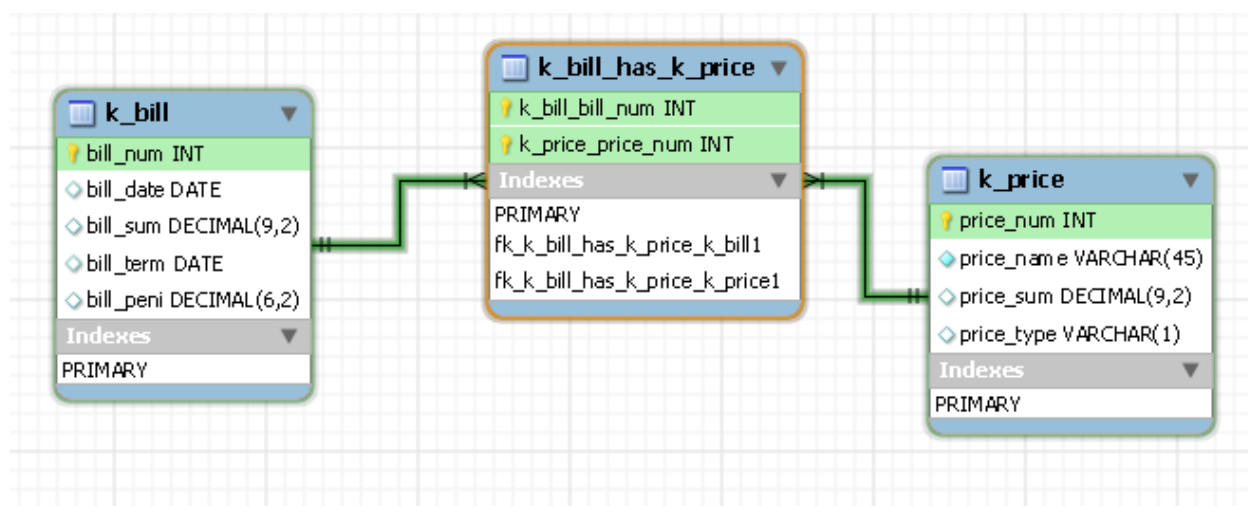 k_bill
bill_num INT
bill_date DATE
bill_sum DECIMAL(9,2)
bill_term DATE
bill_peni DECIMAL(6,2)
Indexes
PRIMARY
k_bill_has_k_price
k_bill_bill_num INT
k_price_price_num INT
Indexes
PRIMARY
fk_k_bill_has_k_price_k_bill1
fk_k_bill_has_k_price_k_price1
k_price
price_num INT
price_name VARCHAR(45)
price_sum DECIMAL(9,2)
price_type VARCHAR(1)
Indexes
PRIMARY